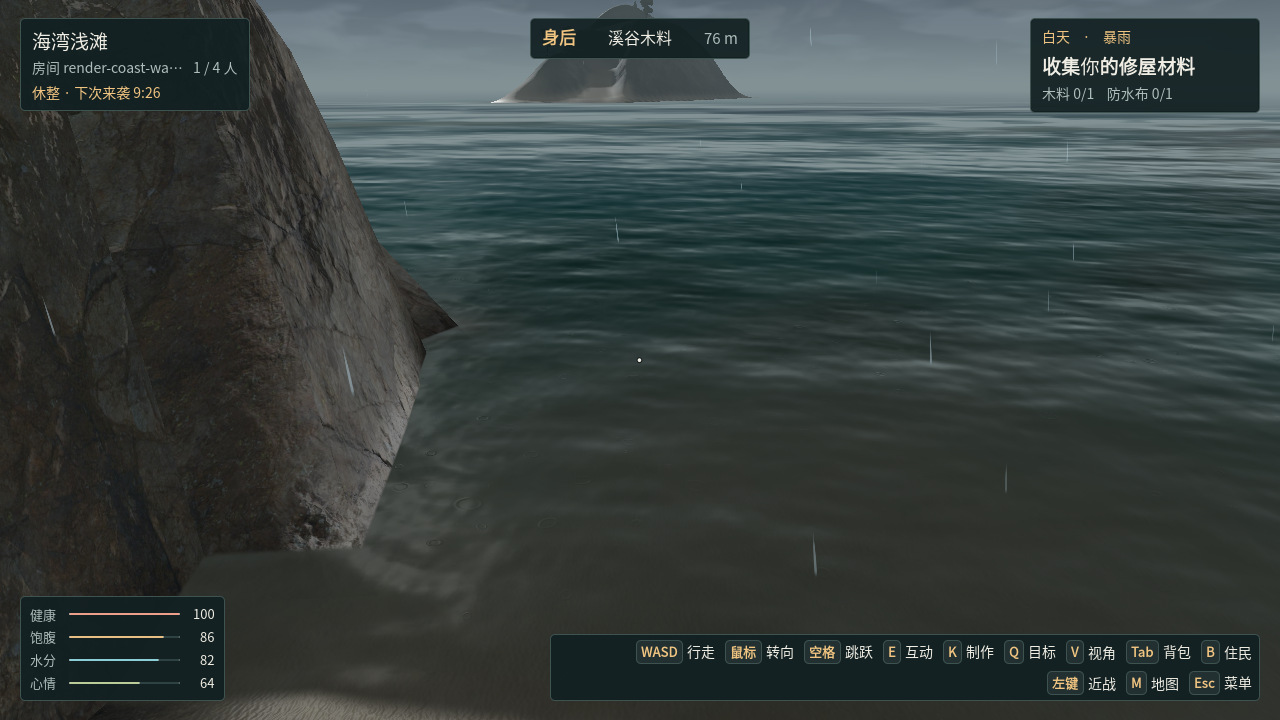 海湾浅滩
房间 render-coast-wa··· 1 / 4 人
休整 · 下次来袭 9:26
身后 溪谷木料 76 m
白天 · 暴雨
收集你的修屋材料
木料 0/1 防水布 0/1
健康 100
饱腹 86
水分 82
心情 64
WASD 行走 鼠标 转向 空格 跳跃 E 互动 K 制作 Q 目标 V 视角 Tab 背包 B 住民
左键 近战 M 地图 Esc 菜单